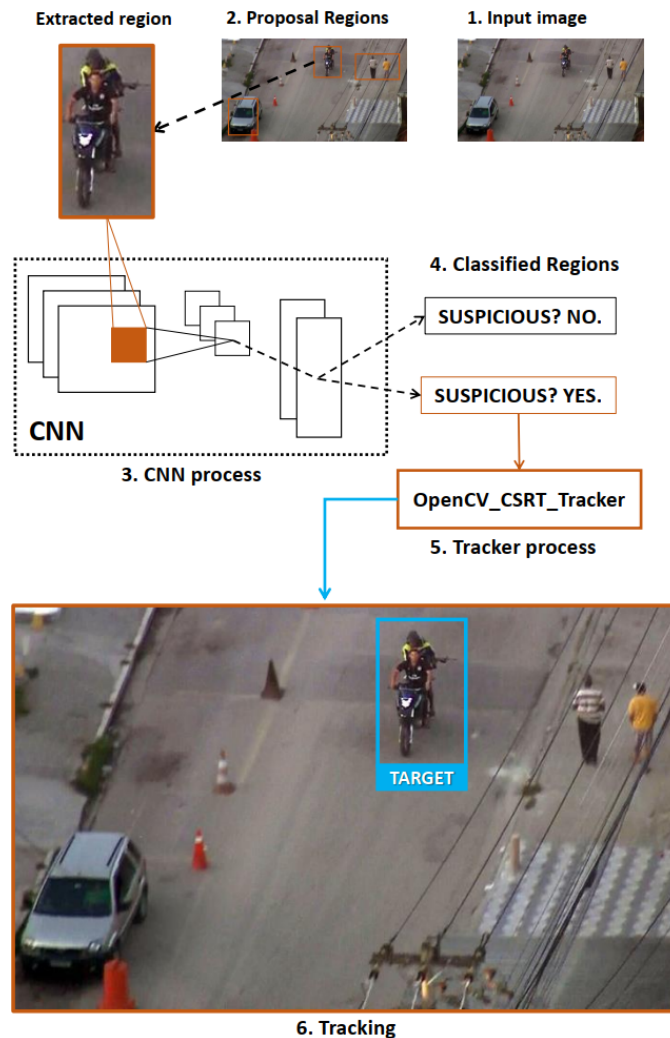 Extracted region
2. Proposal Regions
1. Input image
4. Classified Regions
SUSPICIOUS? NO.
SUSPICIOUS? YES.
CNN
3. CNN process
OpenCV_CSRT_Tracker
5. Tracker process
TARGET
6. Tracking